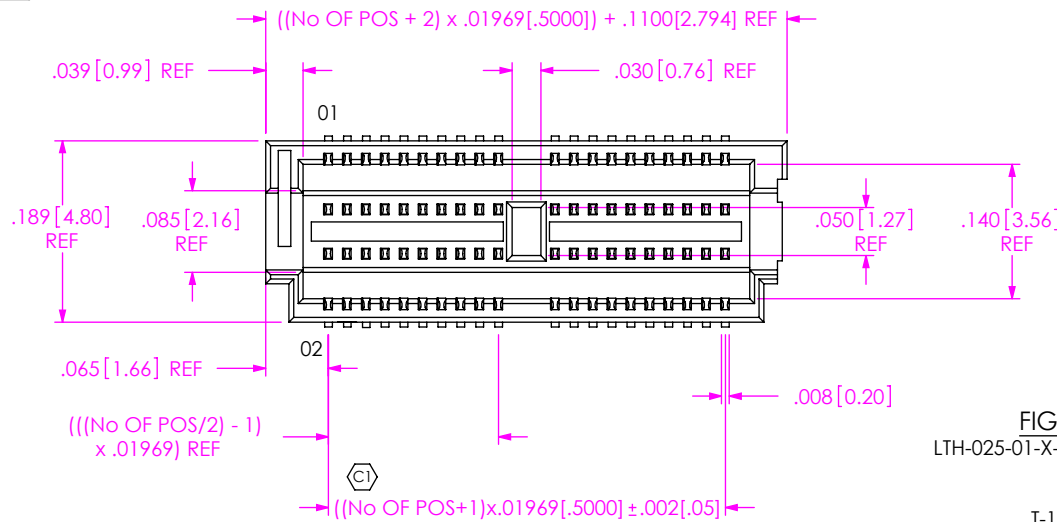 ((No OF POS + 2) x .01969[.5000]) + .1100[2.794] REF
.039[0.99] REF
.030[0.76] REF
01
.189[4.80]
REF
.085[2.16]
REF
.050[1.27]
REF
.140[3.56]
REF
02
.065[1.66] REF
.008[0.20]
(((No OF POS/2) - 1)
x .01969) REF
FIG
LTH-025-01-X-
C1
((No OF POS+1)x.01969[.5000]±.002[.05]